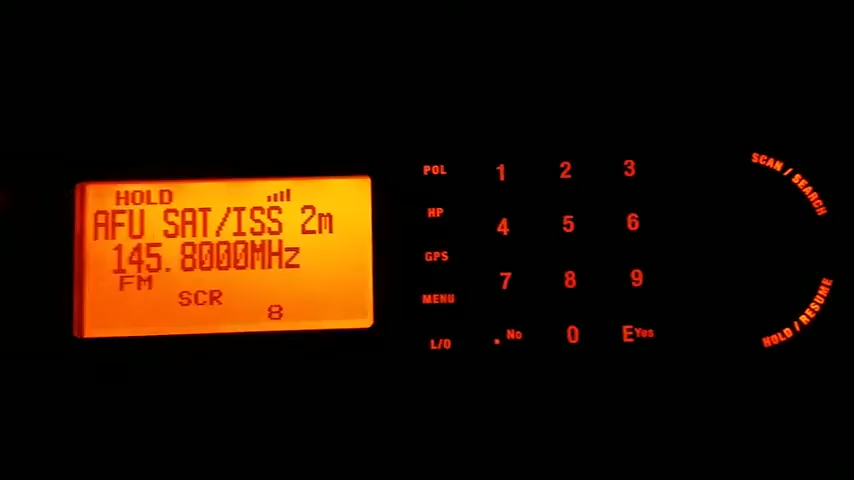 HOLD
AFU SAT/ISS 2m
145.8000MHz
FM
SCR
8
POL 1 2 3
HP 4 5 6
GPS 7 8 9
MENU
L/O . No 0 E Yes
SCAN / SEARCH
HOLD / RESUME